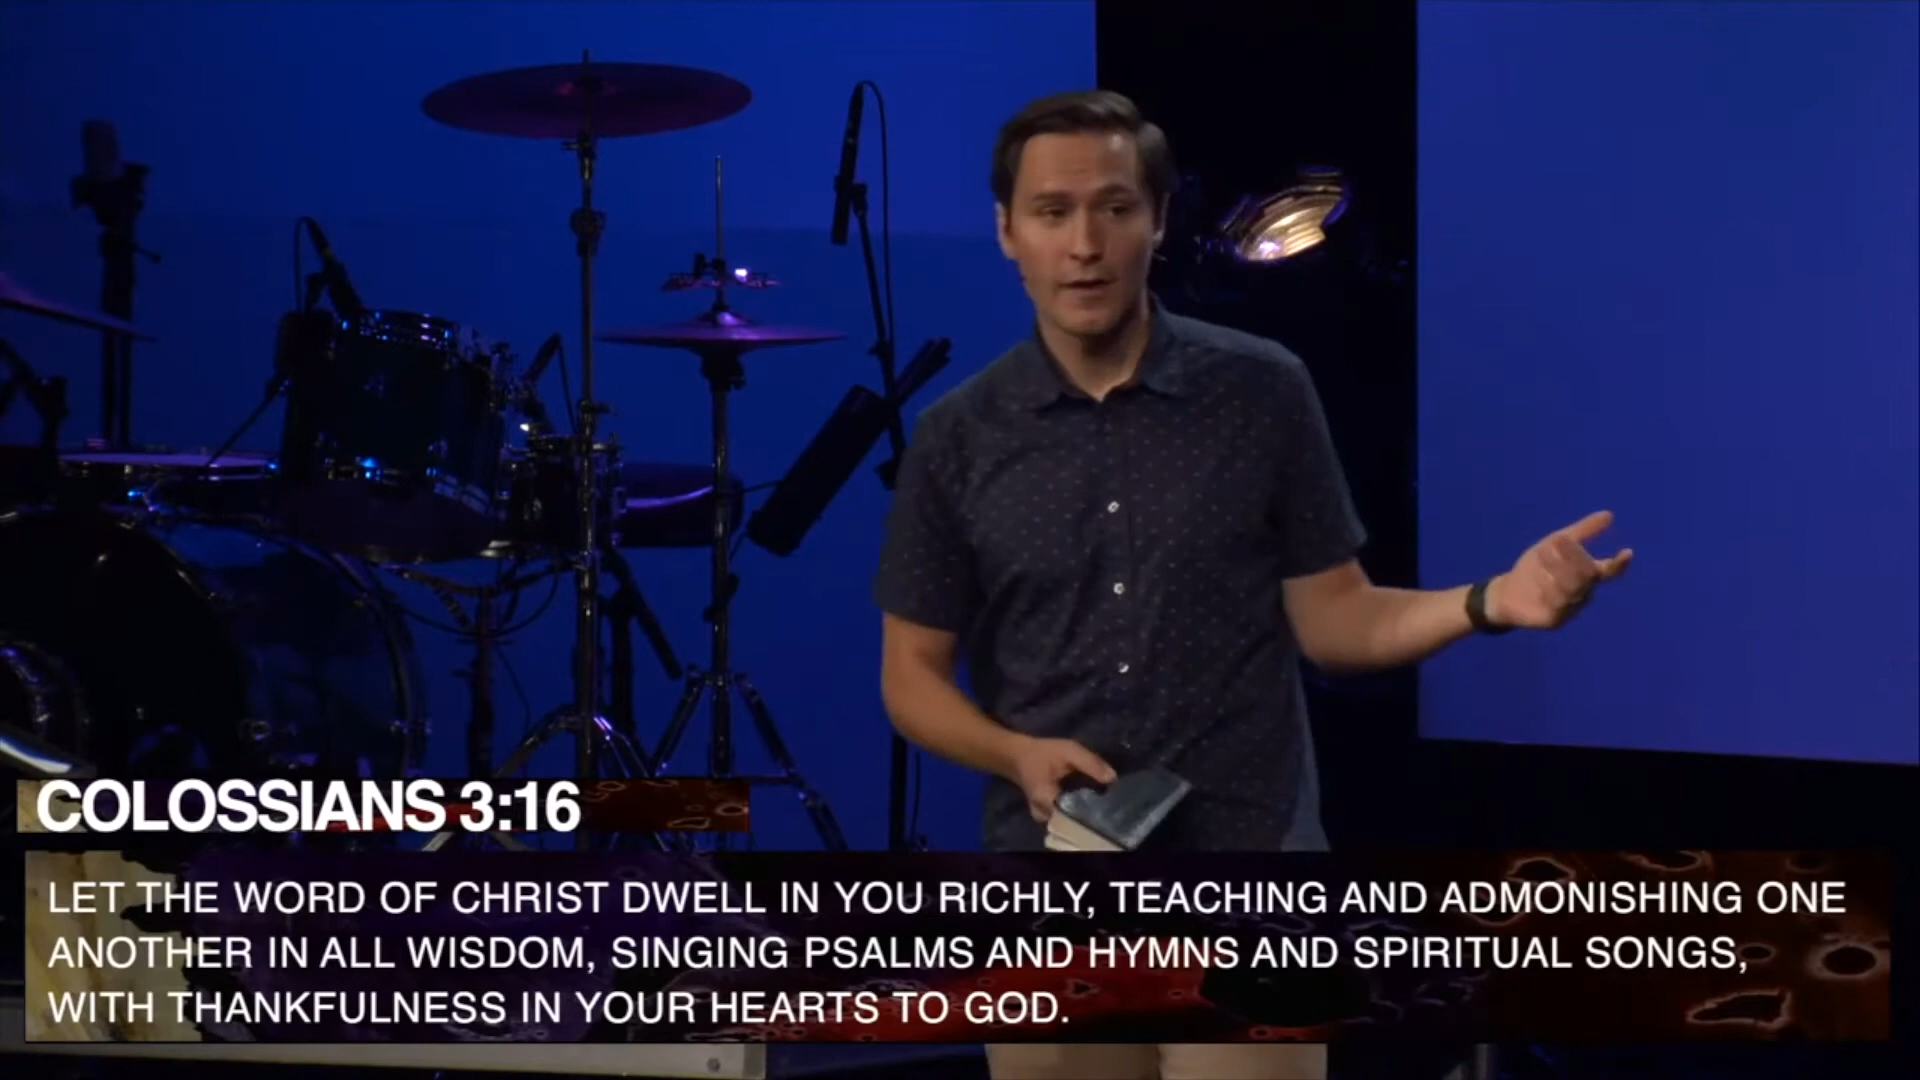 COLOSSIANS 3:16
LET THE WORD OF CHRIST DWELL IN YOU RICHLY, TEACHING AND ADMONISHING ONE
ANOTHER IN ALL WISDOM, SINGING PSALMS AND HYMNS AND SPIRITUAL SONGS,
WITH THANKFULNESS IN YOUR HEARTS TO GOD.